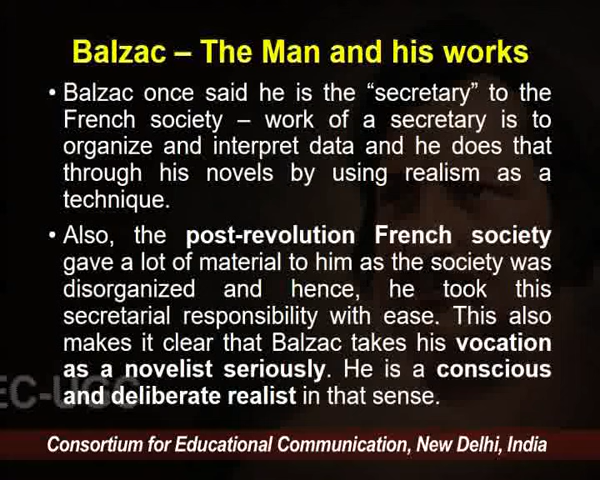 Balzac – The Man and his works
• Balzac once said he is the “secretary” to the
French society – work of a secretary is to
organize and interpret data and he does that
through his novels by using realism as a
technique.
• Also, the post-revolution French society
gave a lot of material to him as the society was
disorganized and hence, he took this
secretarial responsibility with ease. This also
makes it clear that Balzac takes his vocation
as a novelist seriously. He is a conscious
and deliberate realist in that sense.
EC-UGC
Consortium for Educational Communication, New Delhi, India